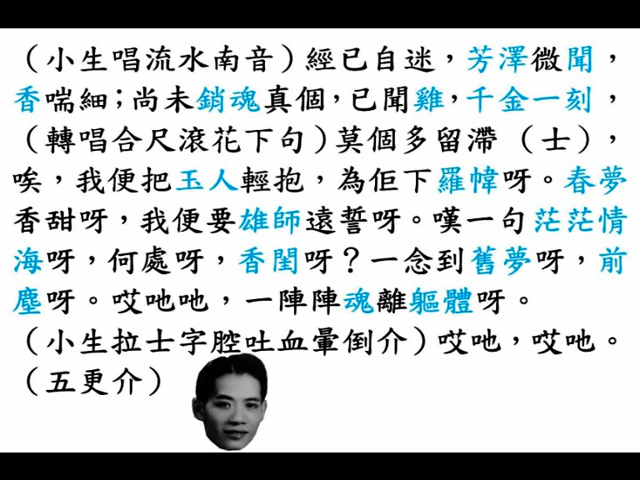 （小生唱流水南音）經已自迷，芳澤微聞，
香喘細；尚未銷魂真個，已聞雞，千金一刻，
（轉唱合尺滾花下句）莫個多留滯（士），
唉，我便把玉人輕抱，為佢下羅幃呀。春夢
香甜呀，我便要雄師遠誓呀。嘆一句茫茫情
海呀，何處呀，香閨呀？一念到舊夢呀，前
塵呀。哎吔吔，一陣陣魂離軀體呀。
（小生拉士字腔吐血暈倒介）哎吔，哎吔。
（五更介）